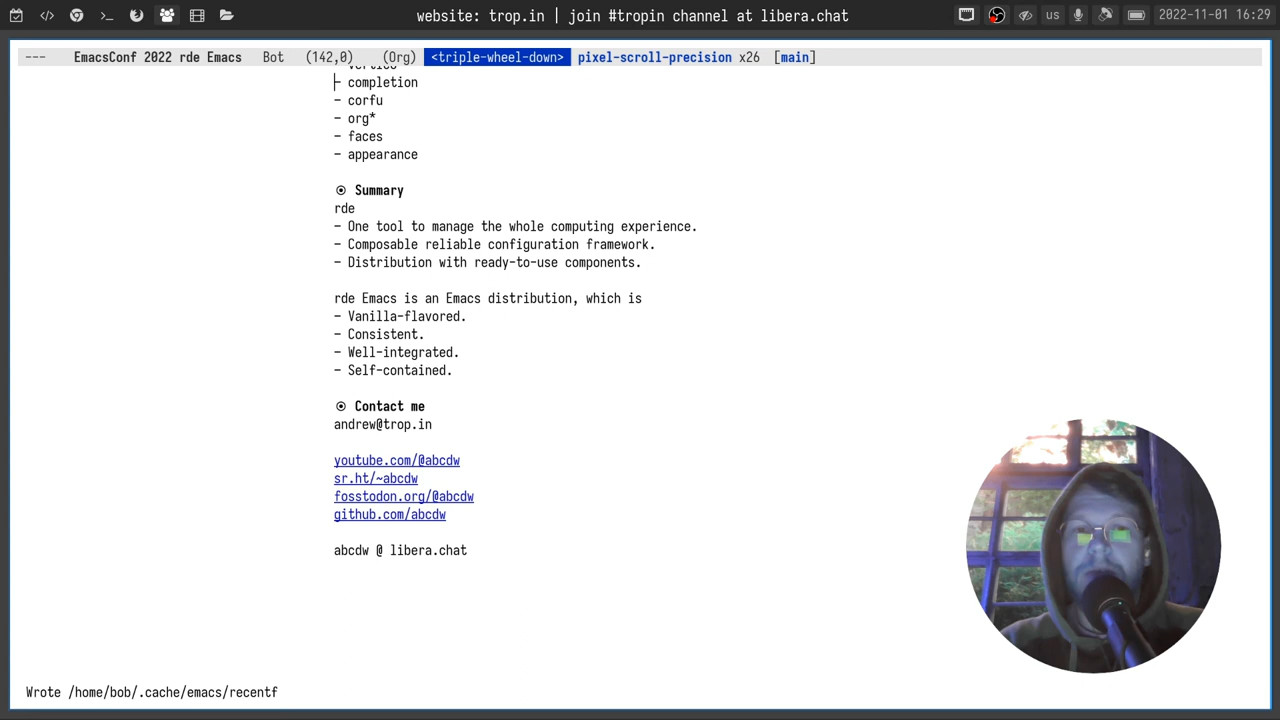 website: trop.in | join #tropin channel at libera.chat
us
2022-11-01 16:29
--- EmacsConf 2022 rde Emacs Bot (142,0) (Org) <triple-wheel-down> pixel-scroll-precision x26 [main]
- completion
- corfu
- org*
- faces
- appearance
Summary
rde
- One tool to manage the whole computing experience.
- Composable reliable configuration framework.
- Distribution with ready-to-use components.
rde Emacs is an Emacs distribution, which is
- Vanilla-flavored.
- Consistent.
- Well-integrated.
- Self-contained.
Contact me
andrew@trop.in
youtube.com/@abcdw
sr.ht/~abcdw
fosstodon.org/@abcdw
github.com/abcdw
abcdw @ libera.chat
Wrote /home/bob/.cache/emacs/recentf